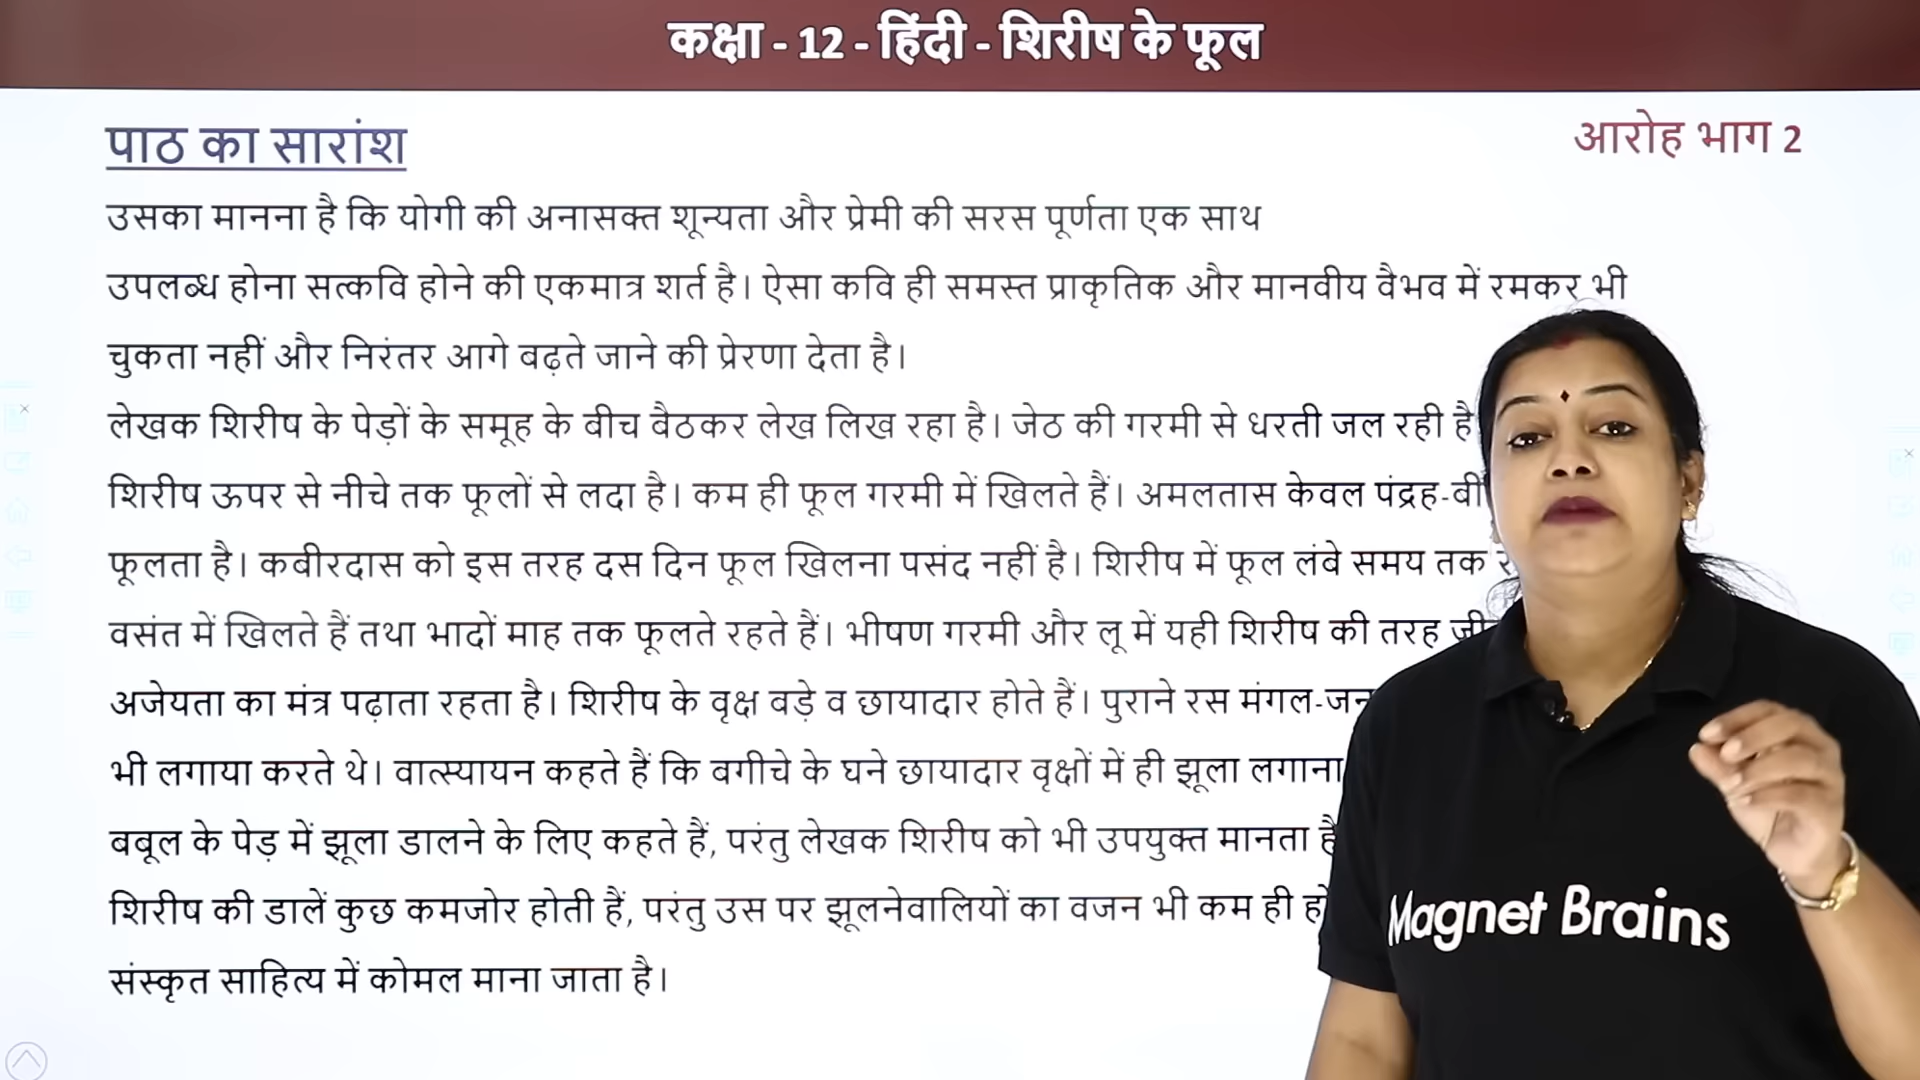 कक्षा - 12 - हिंदी - शिरीष के फूल
पाठ का सारांश
आरोह भाग 2
उसका मानना है कि योगी की अनासक्त शून्यता और प्रेमी की सरस पूर्णता एक साथ
उपलब्ध होना सत्कवि होने की एकमात्र शर्त है। ऐसा कवि ही समस्त प्राकृतिक और मानवीय वैभव में रमकर भी
चुकता नहीं और निरंतर आगे बढ़ते जाने की प्रेरणा देता है।
लेखक शिरीष के पेड़ों के समूह के बीच बैठकर लेख लिख रहा है। जेठ की गरमी से धरती जल रही है
शिरीष ऊपर से नीचे तक फूलों से लदा है। कम ही फूल गरमी में खिलते हैं। अमलतास केवल पंद्रह-
फूलता है। कबीरदास को इस तरह दस दिन फूल खिलना पसंद नहीं है। शिरीष में फूल लंबे समय तक
वसंत में खिलते हैं तथा भादों माह तक फूलते रहते हैं। भीषण गरमी और लू में यही शिरीष की तरह
अजेयता का मंत्र पढ़ाता रहता है। शिरीष के वृक्ष बड़े व छायादार होते हैं। पुराने रस मंगल-
भी लगाया करते थे। वात्स्यायन कहते हैं कि बगीचे के घने छायादार वृक्षों में ही झूला लगाना
बबूल के पेड़ में झूला डालने के लिए कहते हैं, परंतु लेखक शिरीष को भी उपयुक्त मानता है
शिरीष की डालें कुछ कमजोर होती हैं, परंतु उस पर झूलनेवालियों का वजन भी कम ही
संस्कृत साहित्य में कोमल माना जाता है।
Magnet Brains